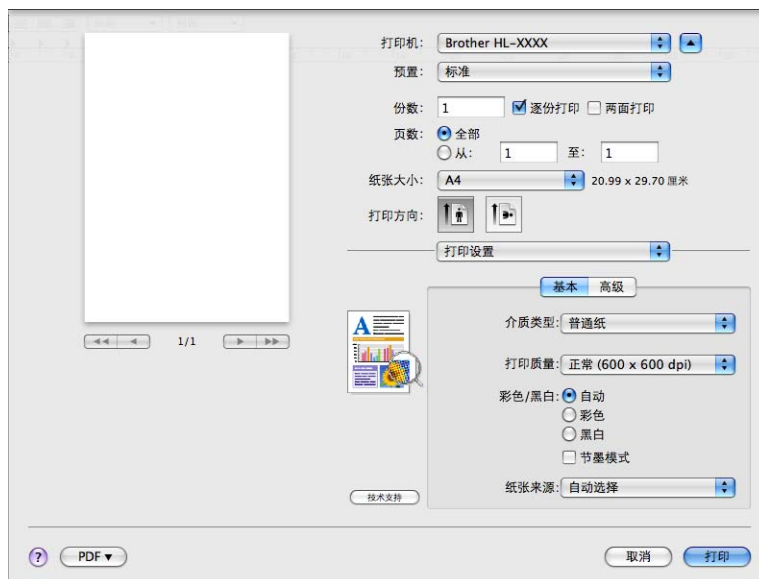 打印机: Brother HL-XXXX
预置: 标准
份数: 1 逐份打印 两面打印
页数: 全部
从: 1 至: 1
纸张大小: A4 20.99 x 29.70 厘米
打印方向:
打印设置
基本 高级
介质类型: 普通纸
1/1
打印质量: 正常 (600 x 600 dpi)
彩色/黑白: 自动
彩色
黑白
节墨模式
纸张来源: 自动选择
技术支持
? PDF 取消 打印